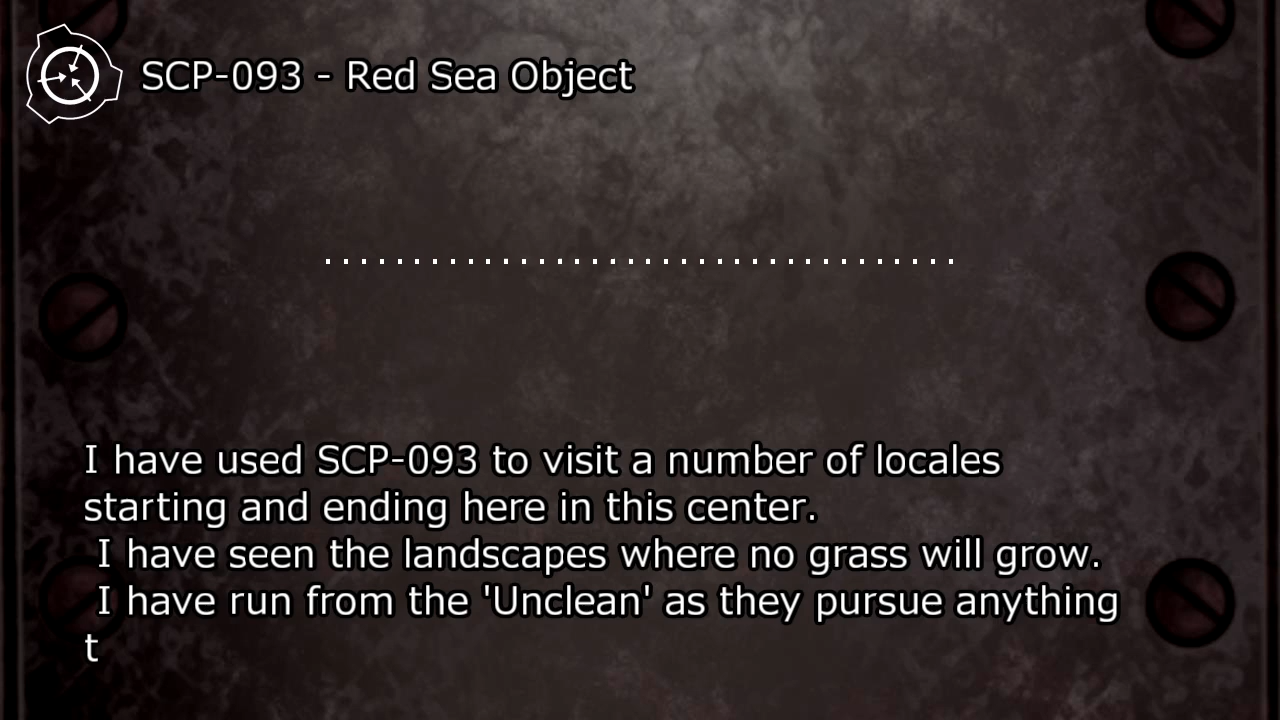 SCP-093 - Red Sea Object
....................................
I have used SCP-093 to visit a number of locales
starting and ending here in this center.
I have seen the landscapes where no grass will grow.
I have run from the 'Unclean' as they pursue anything
t